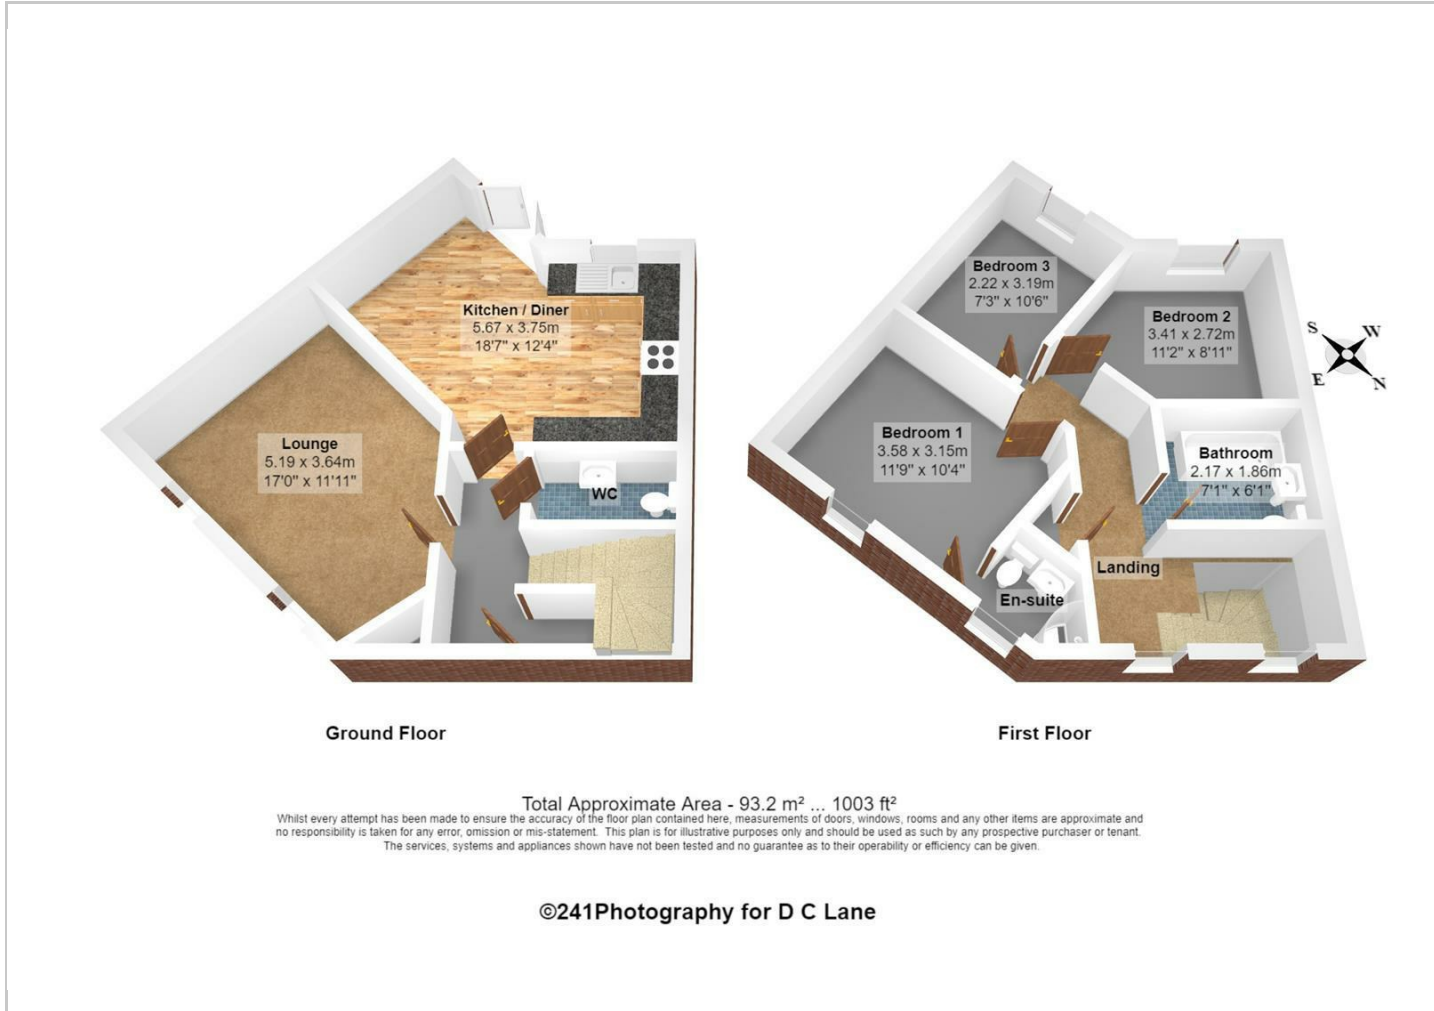 Kitchen / Diner
5.67 x 3.75m
18'7" x 12'4"
Lounge
5.19 x 3.64m
17'0" x 11'11"
WC
Ground Floor
Bedroom 3
2.22 x 3.19m
7'3" x 10'6"
Bedroom 2
3.41 x 2.72m
11'2" x 8'11"
Bedroom 1
3.58 x 3.15m
11'9" x 10'4"
Bathroom
2.17 x 1.86m
7'1" x 6'1"
Landing
En-suite
First Floor
S W
E N
Total Approximate Area - 93.2 m² ... 1003 ft²
Whilst every attempt has been made to ensure the accuracy of the floor plan contained here, measurements of doors, windows, rooms and any other items are approximate and
no responsibility is taken for any error, omission or mis-statement. This plan is for illustrative purposes only and should be used as such by any prospective purchaser or tenant.
The services, systems and appliances shown have not been tested and no guarantee as to their operability or efficiency can be given.
©241Photography for D C Lane